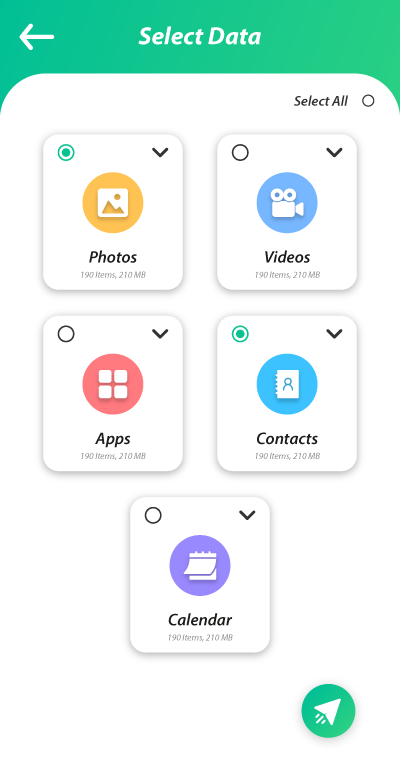 Select Data
Select All
Photos
190 Items, 210 MB
Videos
190 Items, 210 MB
Apps
190 Items, 210 MB
Contacts
190 Items, 210 MB
Calendar
190 Items, 210 MB